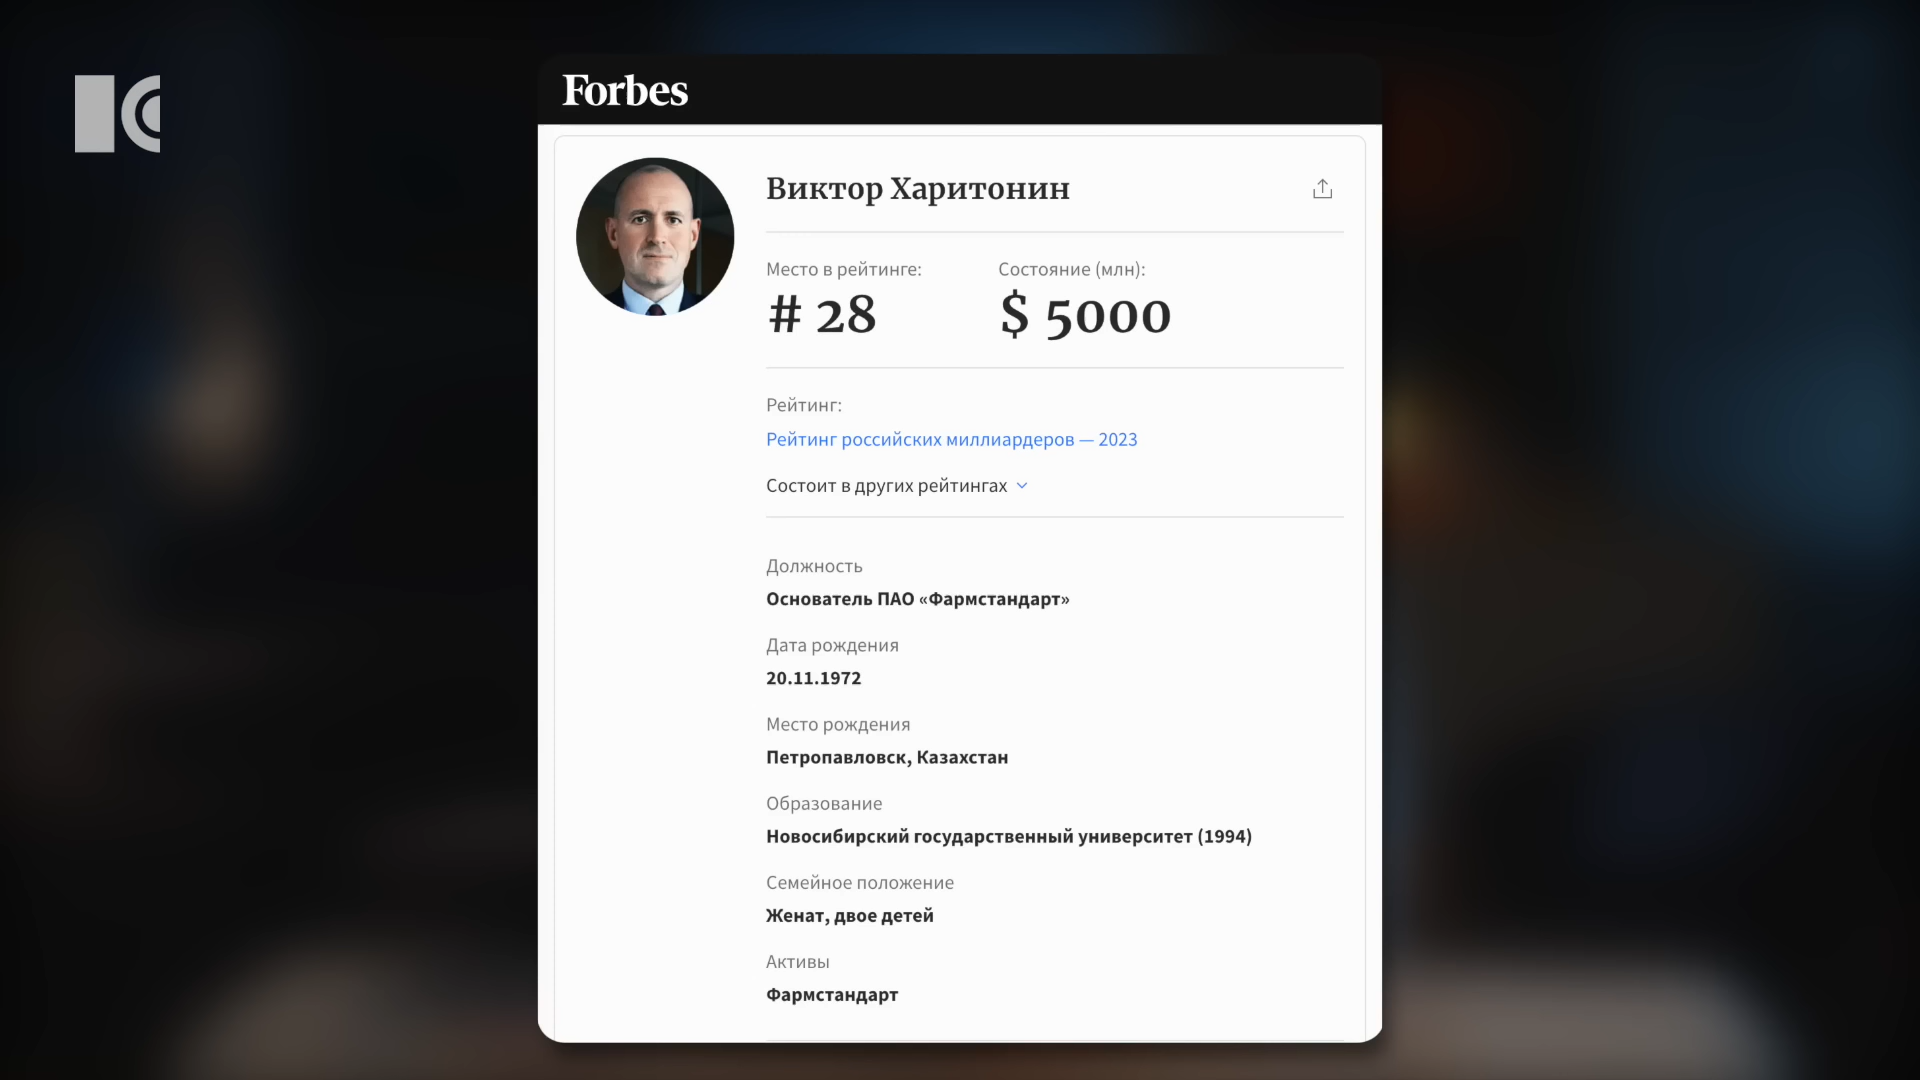 Forbes
Виктор Харитонин
Место в рейтинге:
# 28
Состояние (млн):
$ 5000
Рейтинг:
Рейтинг российских миллиардеров — 2023
Состоит в других рейтингах
Должность
Основатель ПАО «Фармстандарт»
Дата рождения
20.11.1972
Место рождения
Петропавловск, Казахстан
Образование
Новосибирский государственный университет (1994)
Семейное положение
Женат, двое детей
Активы
Фармстандарт